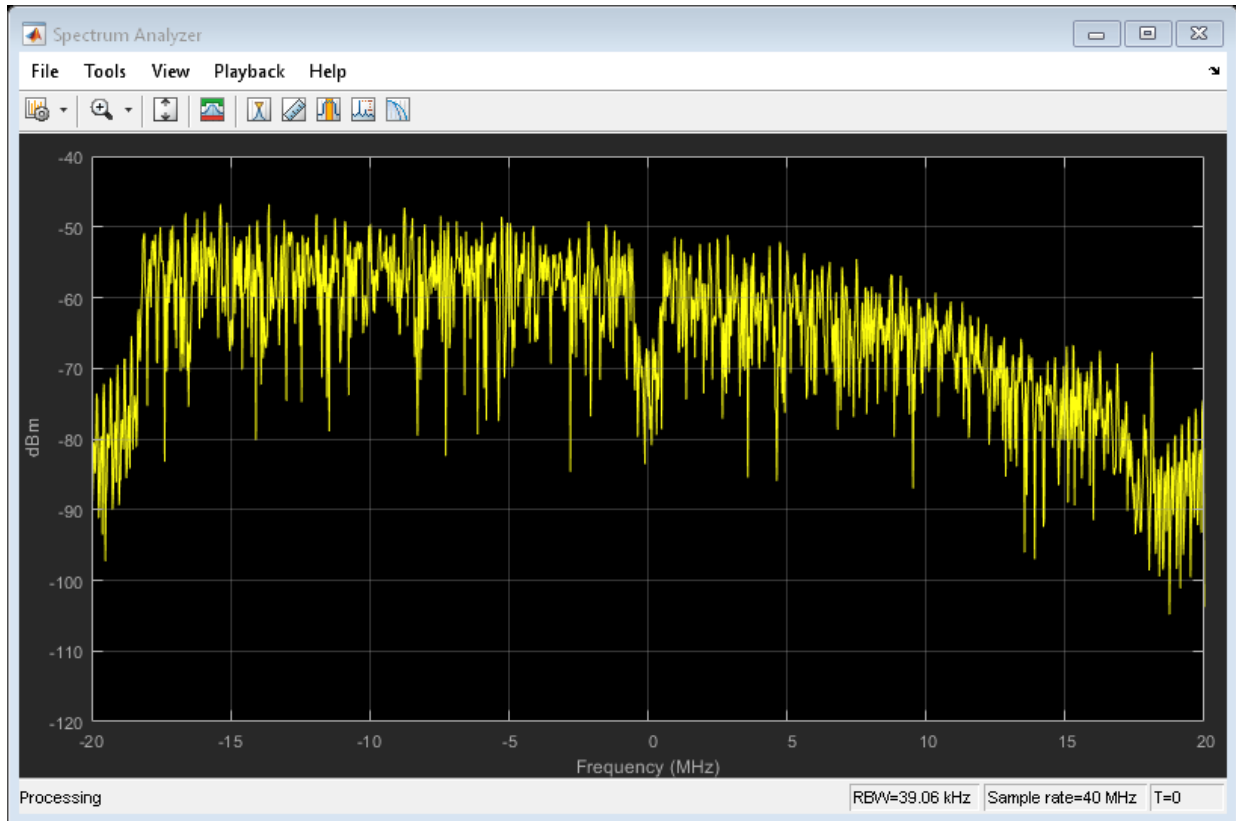 Spectrum Analyzer
File Tools View Playback Help
-40
-50
-60
-70
-80
-90
-100
-110
-120
dBm
-20 -15 -10 -5 0 5 10 15 20
Frequency (MHz)
Processing RBW=39.06 kHz Sample rate=40 MHz T=0